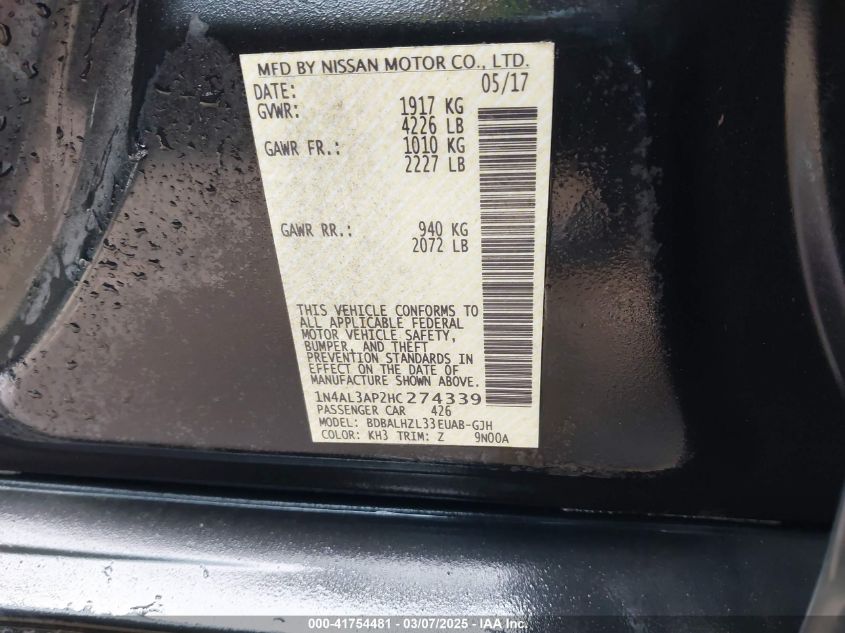 MFD BY NISSAN MOTOR CO., LTD.
DATE: 05/17
GVWR: 1917 KG
4226 LB
GAWR FR.: 1010 KG
2227 LB
GAWR RR.: 940 KG
2072 LB
THIS VEHICLE CONFORMS TO
ALL APPLICABLE FEDERAL
MOTOR VEHICLE SAFETY,
BUMPER, AND THEFT
PREVENTION STANDARDS IN
EFFECT ON THE DATE OF
MANUFACTURE SHOWN ABOVE.
1N4AL3AP2HC274339
PASSENGER CAR 426
MODEL: BDBALHZL33EUAB-GJH
COLOR: KH3 TRIM: Z 9N00A
000-41754481 - 03/07/2025 - IAA Inc.